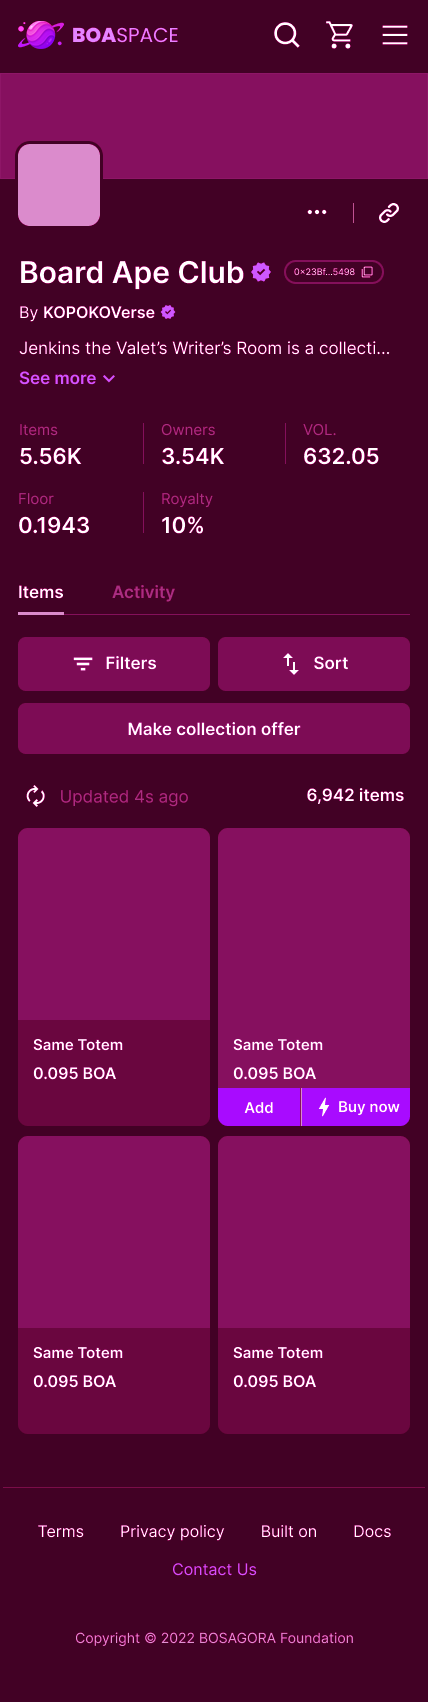 BOASPACE
Board Ape Club
0×23Bf...5498
By KOPOKOVerse
Jenkins the Valet’s Writer’s Room is a collecti...
See more
Items Owners VOL.
5.56K 3.54K 632.05
Floor Royalty
0.1943 10%
Items Activity
Filters Sort
Make collection offer
Updated 4s ago 6,942 items
Same Totem
0.095 BOA
Same Totem
0.095 BOA
Add Buy now
Same Totem
0.095 BOA
Same Totem
0.095 BOA
Terms Privacy policy Built on Docs
Contact Us
Copyright © 2022 BOSAGORA Foundation